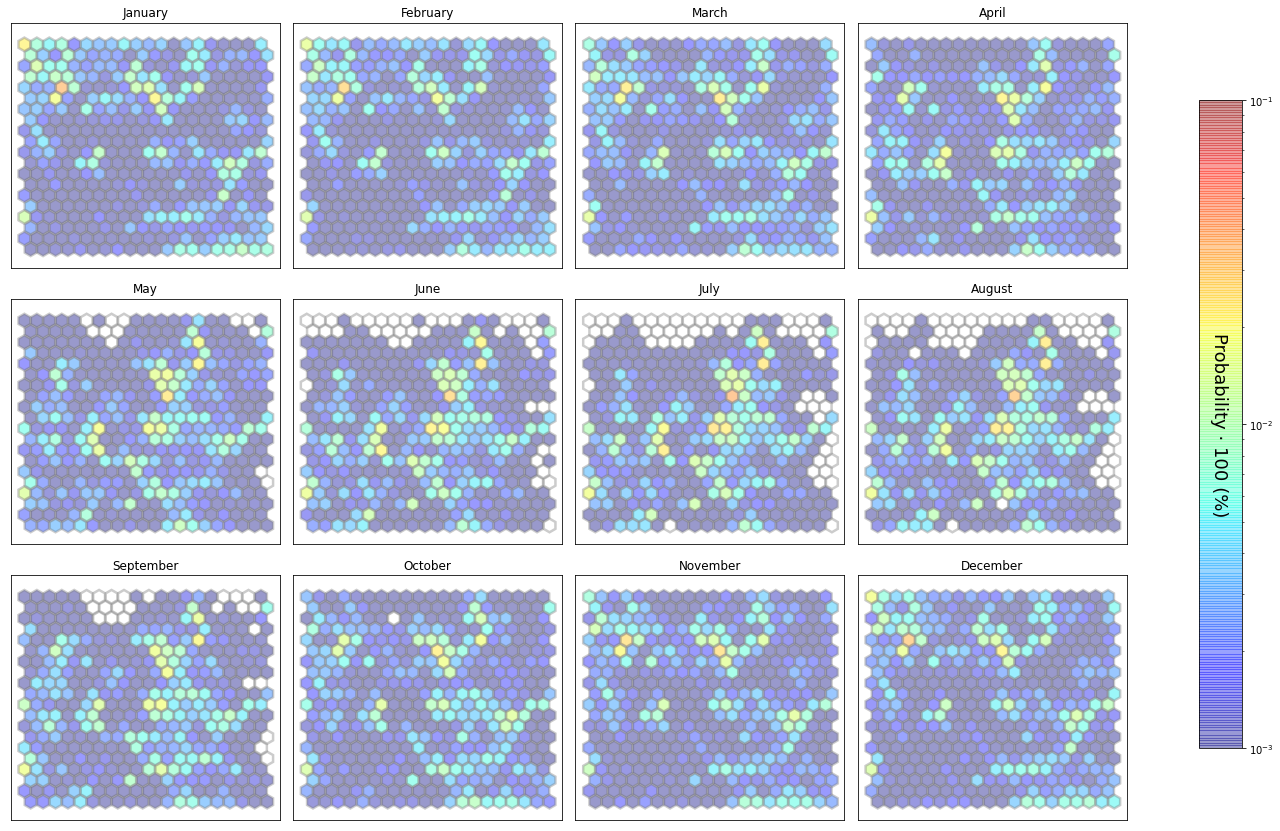 January
February
March
April
May
June
July
August
September
October
November
December
10⁻¹
10⁻²
10⁻³
Probability · 100 (%)